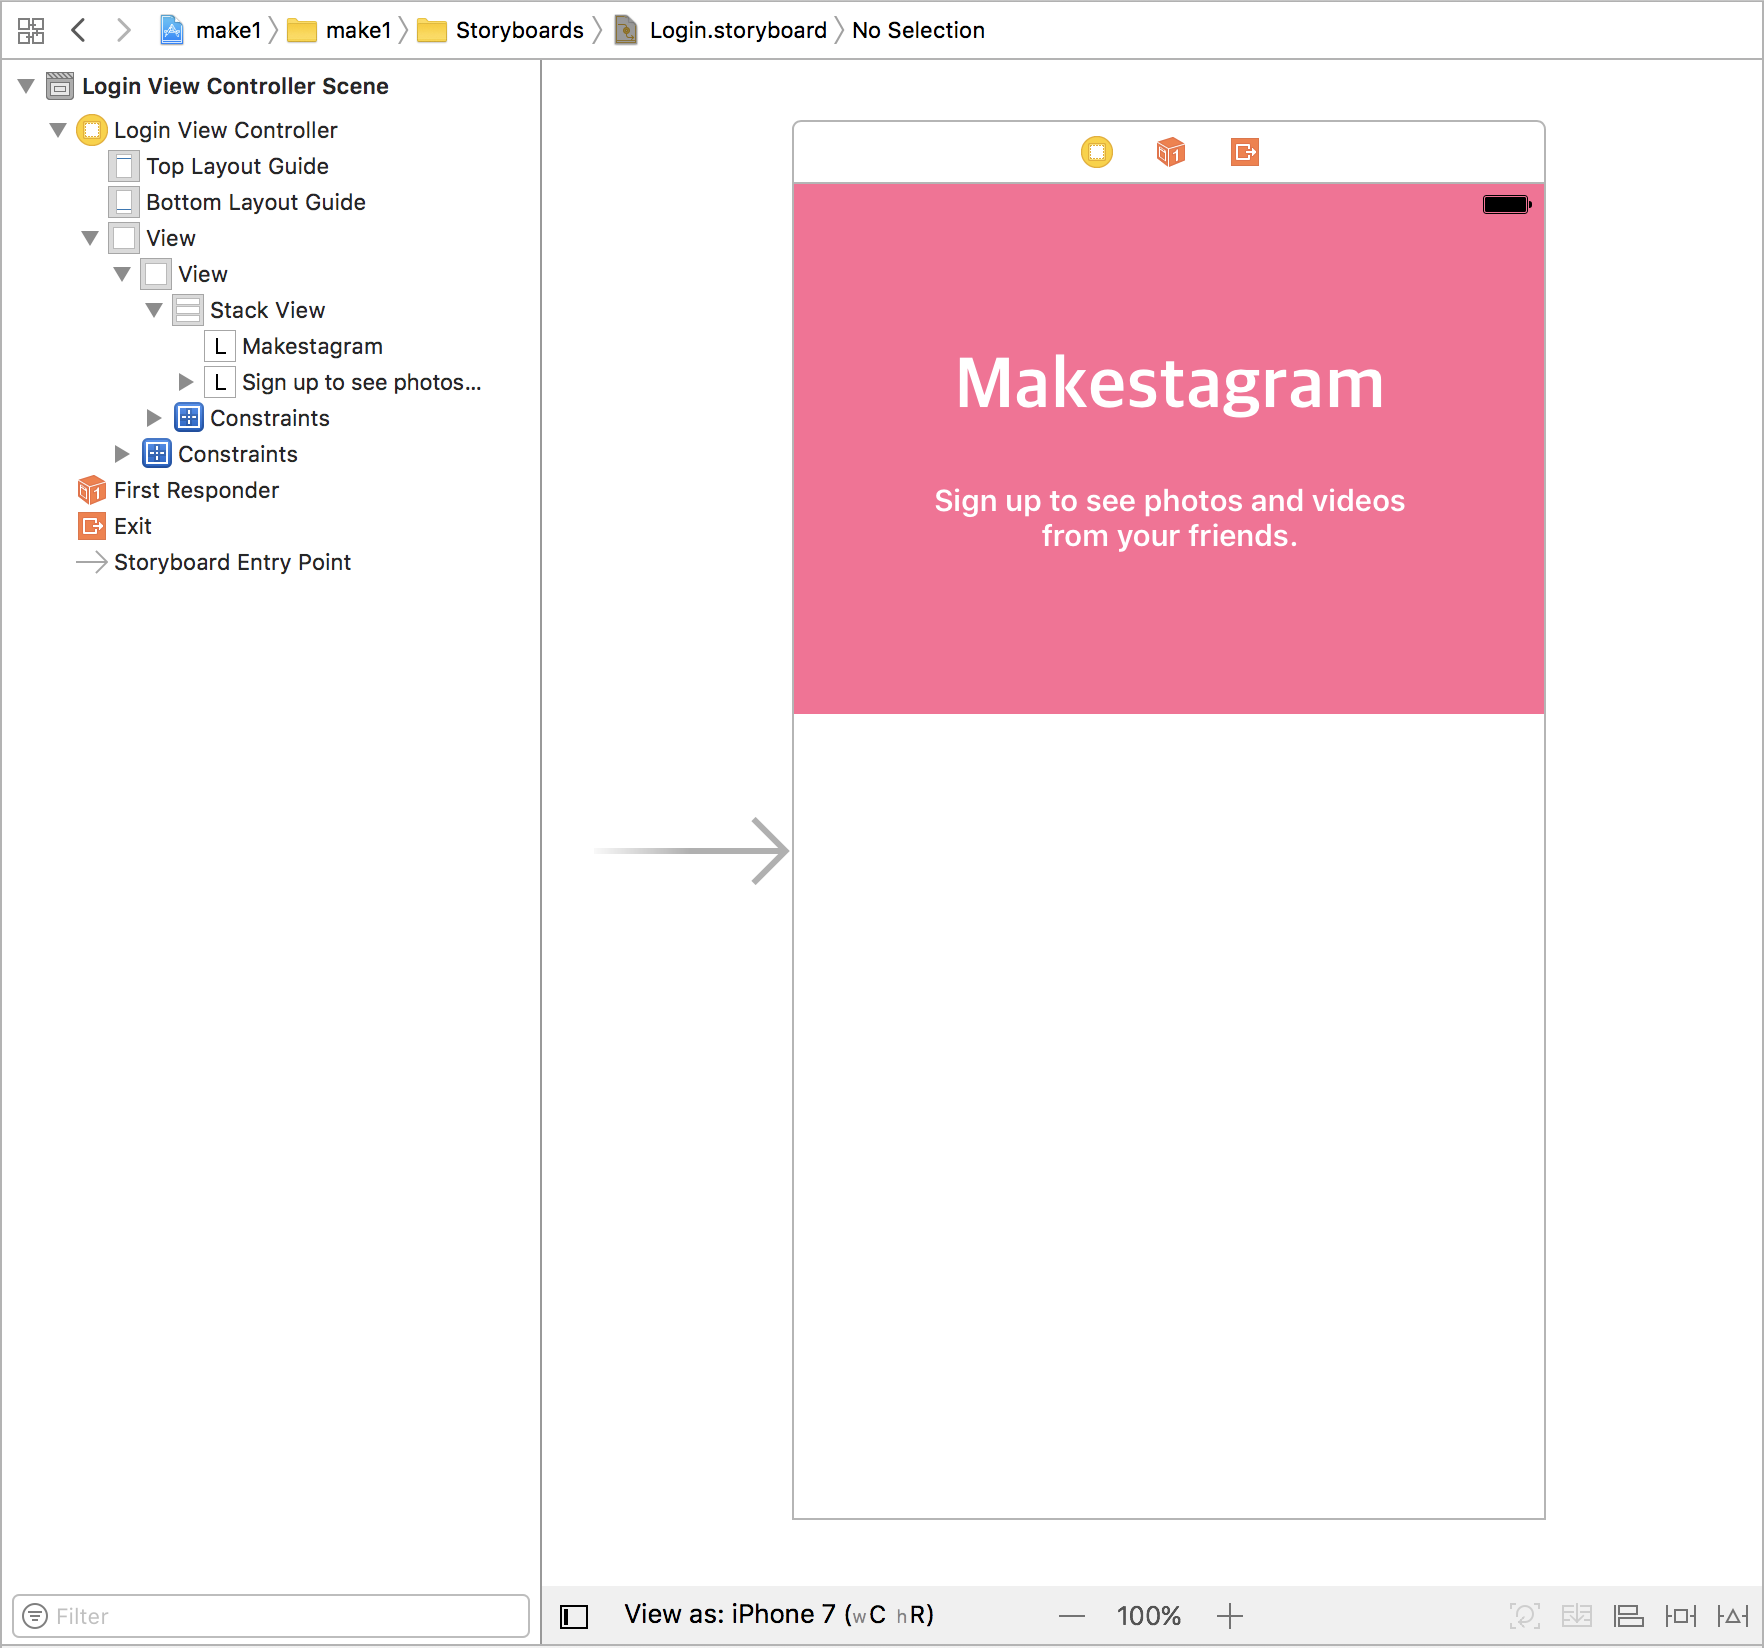 make1 make1 Storyboards Login.storyboard No Selection
Login View Controller Scene
Login View Controller
Top Layout Guide
Bottom Layout Guide
View
View
Stack View
L Makestagram
L Sign up to see photos...
Constraints
Constraints
1 First Responder
Exit
Storyboard Entry Point
Filter
1
Makestagram
Sign up to see photos and videos
from your friends.
View as: iPhone 7 (wC hR)
100%